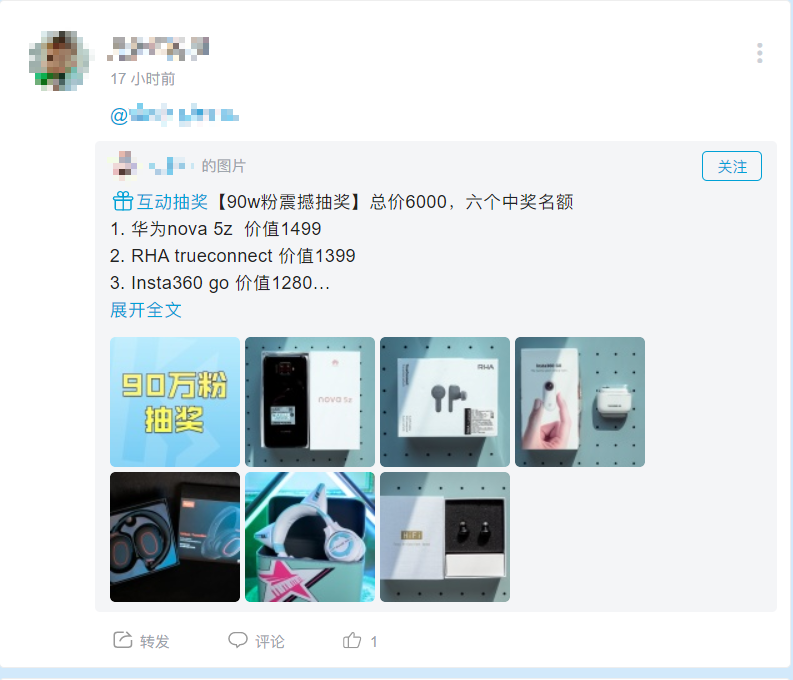 17 小时前
@
的图片
关注
互动抽奖【90w粉震撼抽奖】总价6000，六个中奖名额
1. 华为nova 5z 价值1499
2. RHA trueconnect 价值1399
3. Insta360 go 价值1280...
展开全文
90万粉
抽奖
nova 5z
RHA
HiFi
转发
评论
1